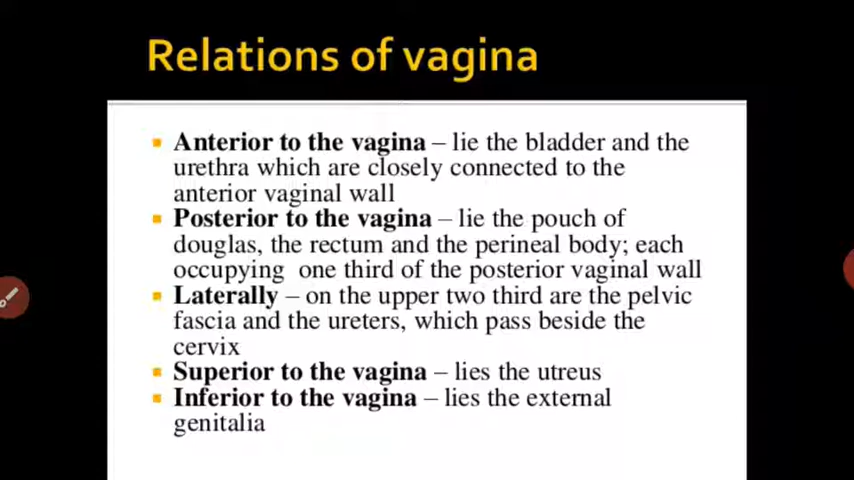 Relations of vagina
Anterior to the vagina – lie the bladder and the
urethra which are closely connected to the
anterior vaginal wall
Posterior to the vagina – lie the pouch of
douglas, the rectum and the perineal body; each
occupying one third of the posterior vaginal wall
Laterally – on the upper two third are the pelvic
fascia and the ureters, which pass beside the
cervix
Superior to the vagina – lies the utreus
Inferior to the vagina – lies the external
genitalia